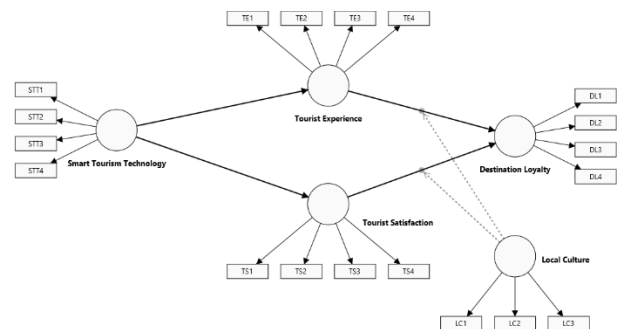 TE1 TE2 TE3 TE4
STT1
STT2
STT3
STT4
Smart Tourism Technology
Tourist Experience
DL1
DL2
DL3
DL4
Destination Loyalty
Tourist Satisfaction
TS1 TS2 TS3 TS4
Local Culture
LC1 LC2 LC3